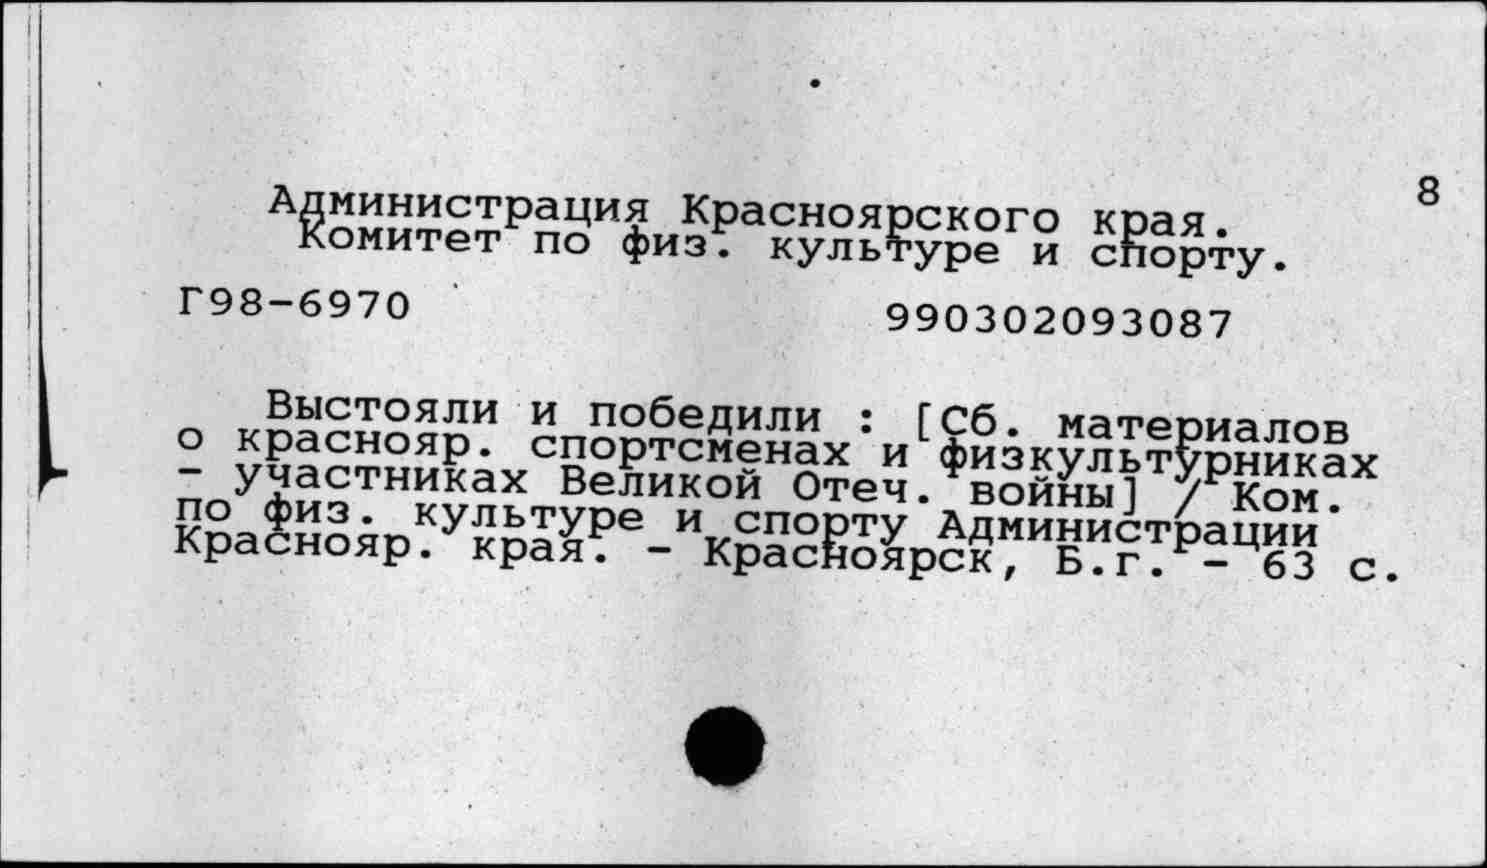 8
Администрация Красноярского края.
Комитет по физ. культуре и спорту.
Г98-6970 990302093087
Выстояли и победили : [Сб. материалов
о краснояр. спортсменах и физкультурниках
- участниках Великой Отеч. войны] / Ком.
по физ. культуре и спорту Администрации
Краснояр. края. - Красноярск, Б.г. - 63 с.